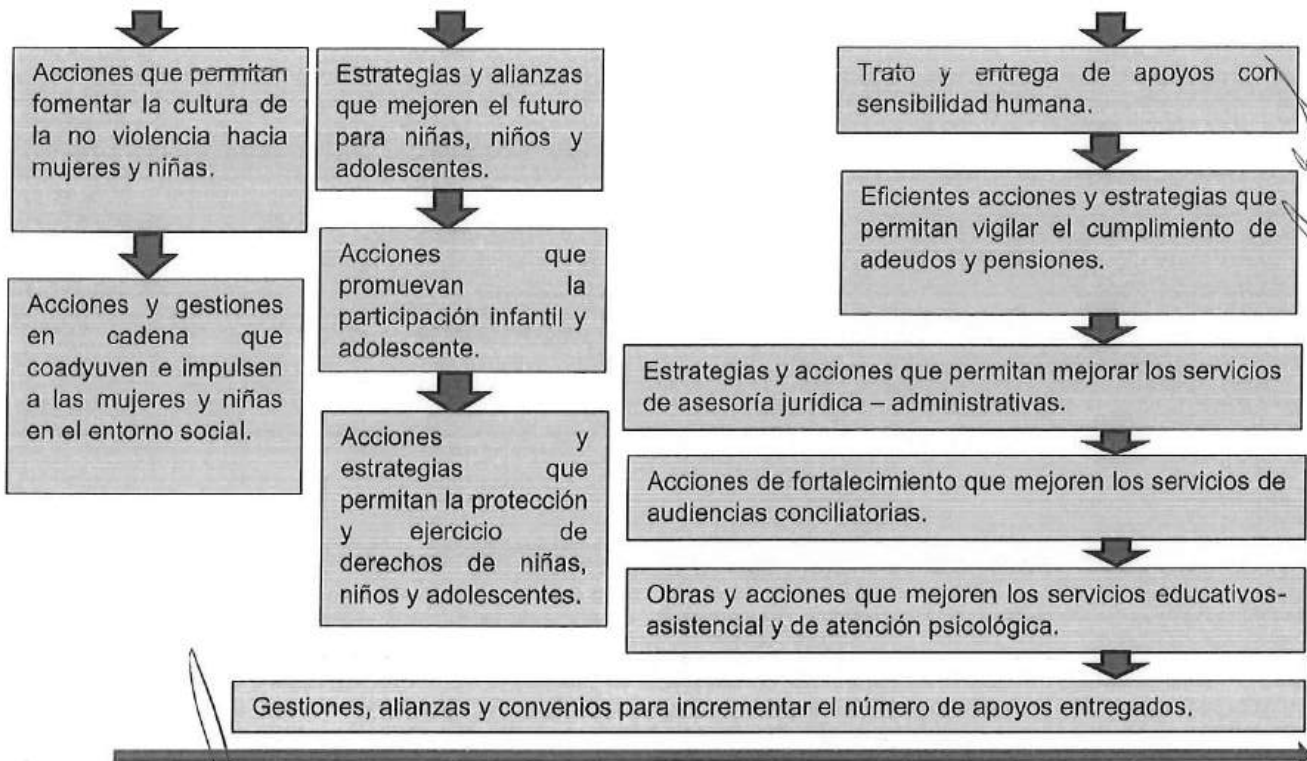 Acciones que permitan
fomentar la cultura de
la no violencia hacia
mujeres y niñas.
Acciones y gestiones
en cadena que
coadyuven e impulsen
a las mujeres y niñas
en el entorno social.
Estrategias y alianzas
que mejoren el futuro
para niñas, niños y
adolescentes.
Acciones que
promuevan la
participación infantil y
adolescente.
Acciones y
estrategias que
permitan la protección
y ejercicio de
derechos de niñas,
niños y adolescentes.
Trato y entrega de apoyos con
sensibilidad humana.
Eficientes acciones y estrategias que
permitan vigilar el cumplimiento de
adeudos y pensiones.
Estrategias y acciones que permitan mejorar los servicios
de asesoría jurídica – administrativas.
Acciones de fortalecimiento que mejoren los servicios de
audiencias conciliatorias.
Obras y acciones que mejoren los servicios educativos-
asistencial y de atención psicológica.
Gestiones, alianzas y convenios para incrementar el número de apoyos entregados.